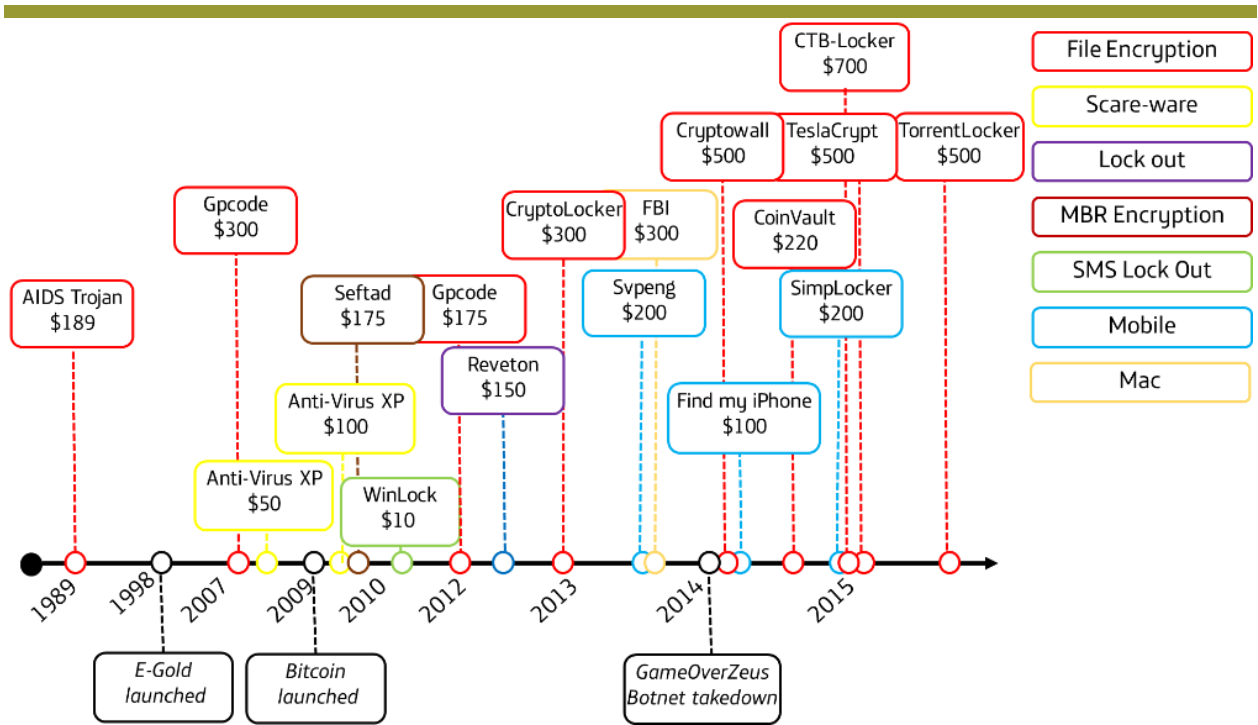 CTB-Locker
$700
Cryptowall
$500
TeslaCrypt
$500
TorrentLocker
$500
Gpcode
$300
CryptoLocker
$300
FBI
$300
CoinVault
$220
AIDS Trojan
$189
Seftad
$175
Gpcode
$175
Svpeng
$200
SimpLocker
$200
Reveton
$150
Anti-Virus XP
$100
Find my iPhone
$100
Anti-Virus XP
$50
WinLock
$10
1989
1998
2007
2009
2010
2012
2013
2014
2015
E-Gold
launched
Bitcoin
launched
GameOverZeus
Botnet takedown
File Encryption
Scare-ware
Lock out
MBR Encryption
SMS Lock Out
Mobile
Mac